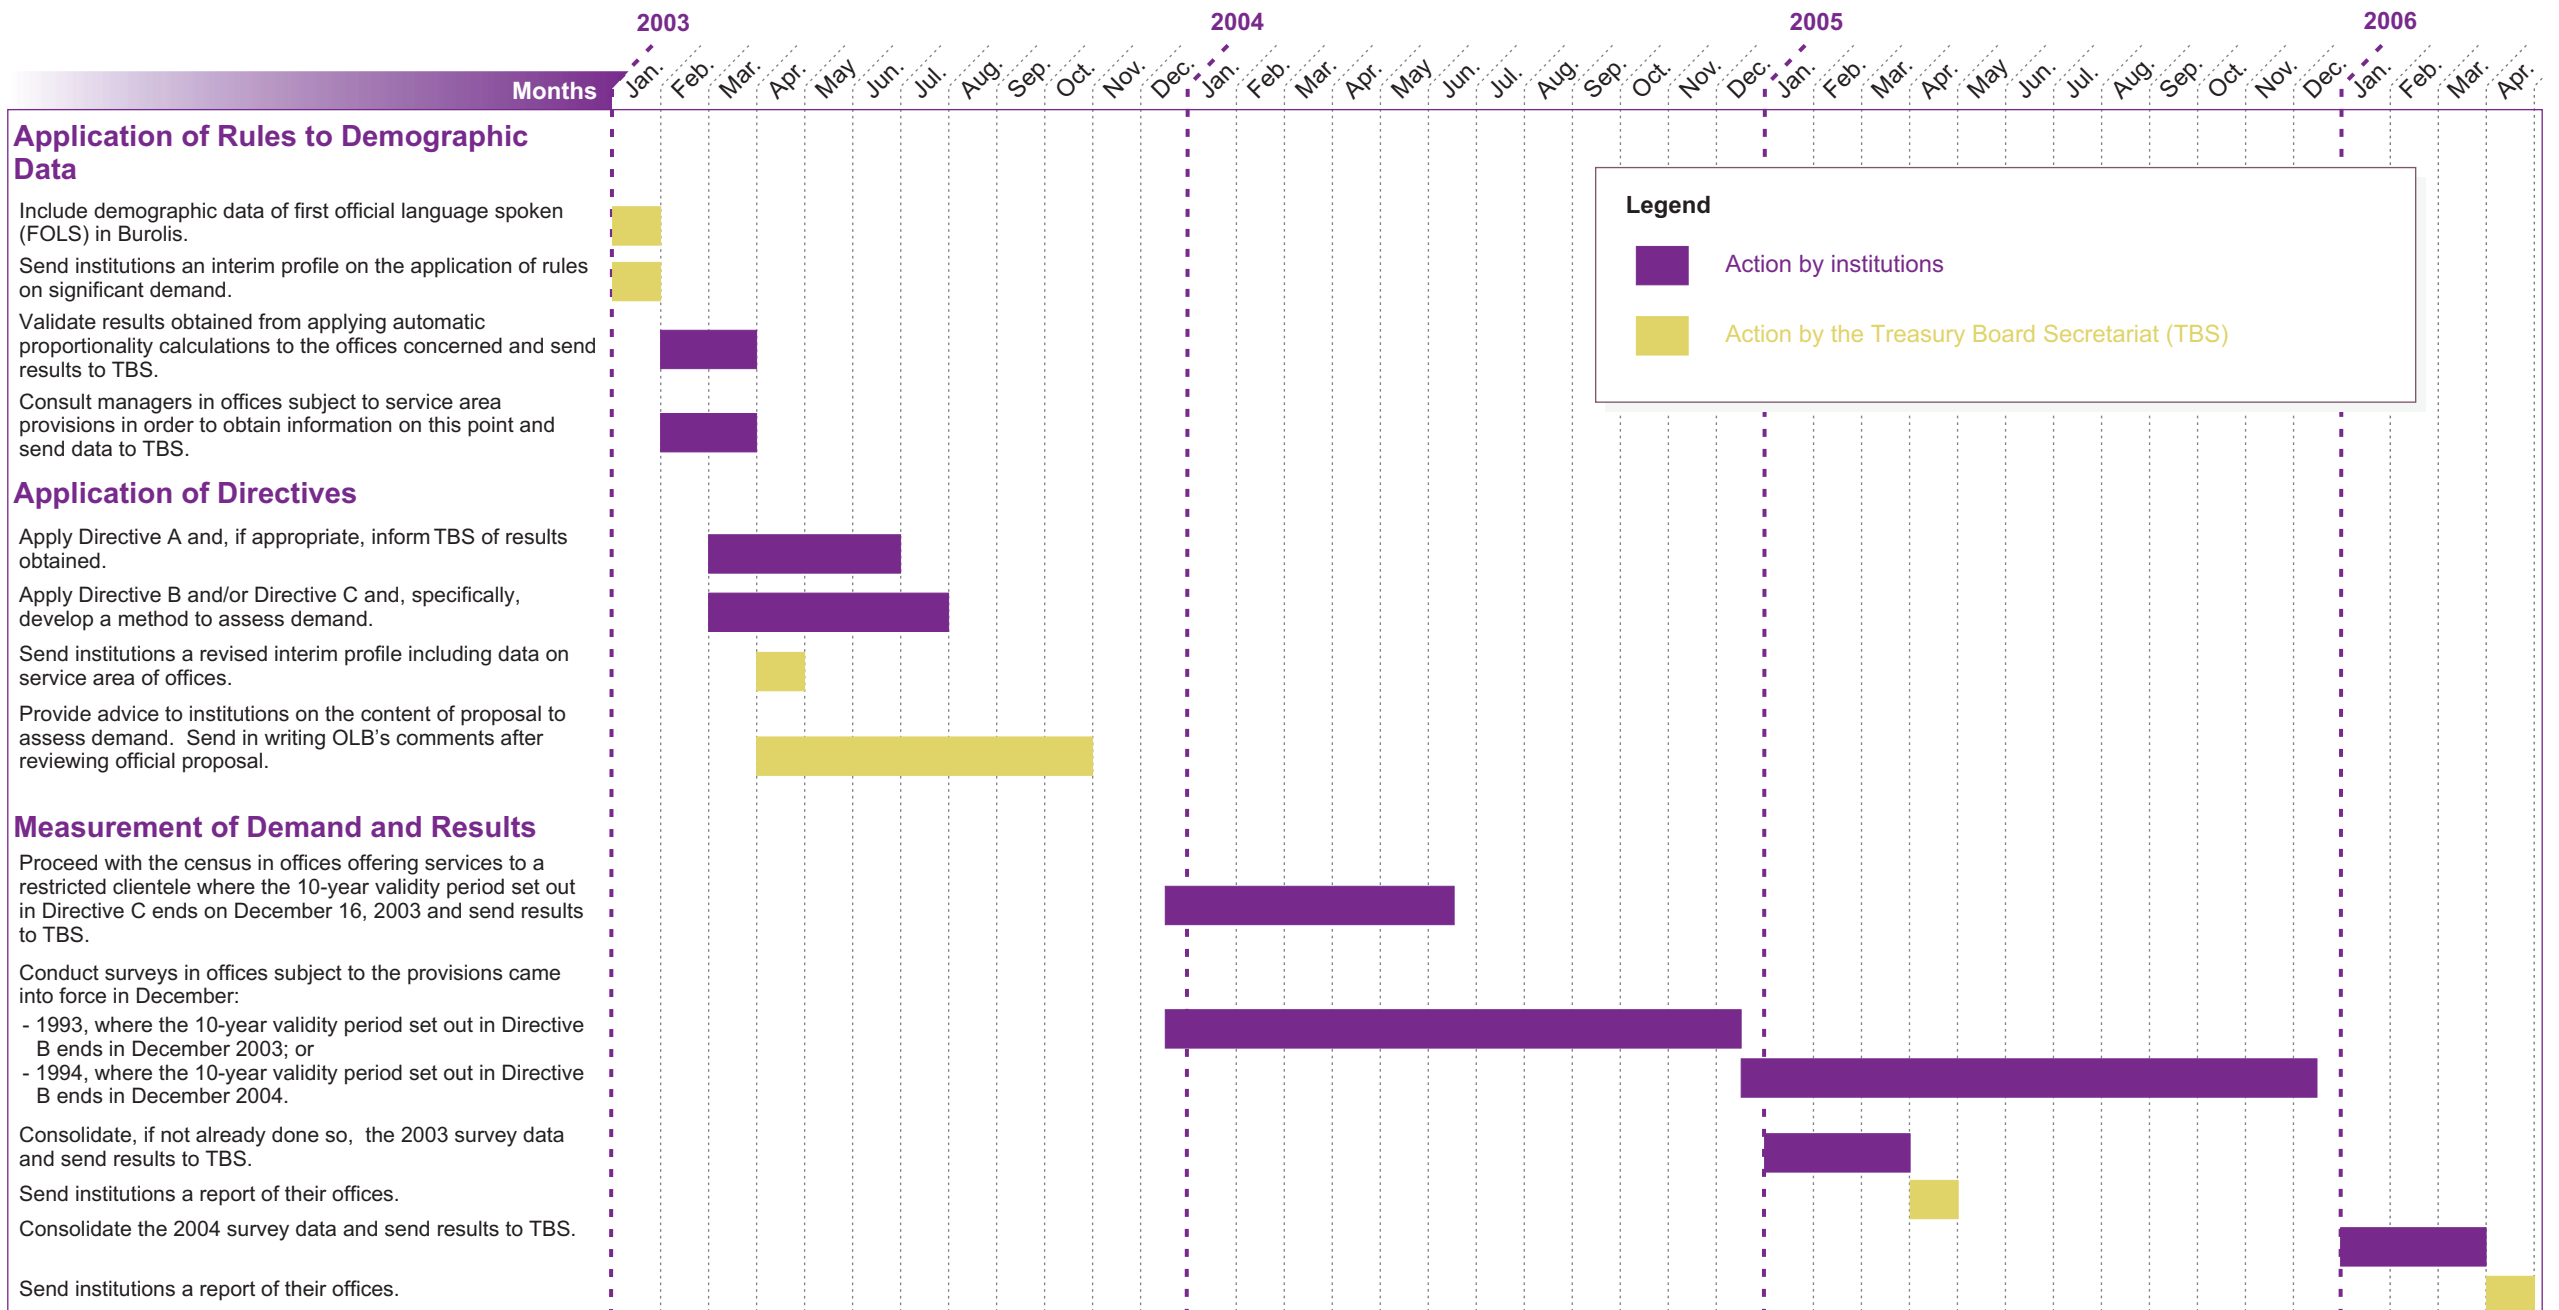 2003 2004 2005 2006
Months Jan. Feb. Mar. Apr. May Jun. Jul. Aug. Sep. Oct. Nov. Dec. Jan. Feb. Mar. Apr. May Jun. Jul. Aug. Sep. Oct. Nov. Dec. Jan. Feb. Mar. Apr. May Jun. Jul. Aug. Sep. Oct. Nov. Dec. Jan. Feb. Mar. Apr.
Application of Rules to Demographic
Data
Include demographic data of first official language spoken
(FOLS) in Burolis.
Send institutions an interim profile on the application of rules
on significant demand.
Validate results obtained from applying automatic
proportionality calculations to the offices concerned and send
results to TBS.
Consult managers in offices subject to service area
provisions in order to obtain information on this point and
send data to TBS.
Legend
Action by institutions
Action by the Treasury Board Secretariat (TBS)
Application of Directives
Apply Directive A and, if appropriate, inform TBS of results
obtained.
Apply Directive B and/or Directive C and, specifically,
develop a method to assess demand.
Send institutions a revised interim profile including data on
service area of offices.
Provide advice to institutions on the content of proposal to
assess demand. Send in writing OLB's comments after
reviewing official proposal.
Measurement of Demand and Results
Proceed with the census in offices offering services to a
restricted clientele where the 10-year validity period set out
in Directive C ends on December 16, 2003 and send results
to TBS.
Conduct surveys in offices subject to the provisions came
into force in December:
- 1993, where the 10-year validity period set out in Directive
B ends in December 2003; or
- 1994, where the 10-year validity period set out in Directive
B ends in December 2004.
Consolidate, if not already done so, the 2003 survey data
and send results to TBS.
Send institutions a report of their offices.
Consolidate the 2004 survey data and send results to TBS.
Send institutions a report of their offices.